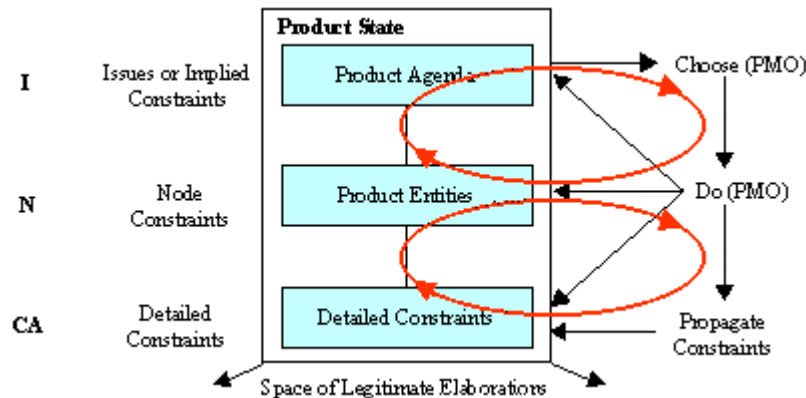 Product State
I
Issues or Implied
Constraints
Product Agenda
Choose (PMO)
N
Node
Constraints
Product Entities
Do (PMO)
CA
Detailed
Constraints
Detailed Constraints
Propagate
Constraints
Space of Legitimate Elaborations